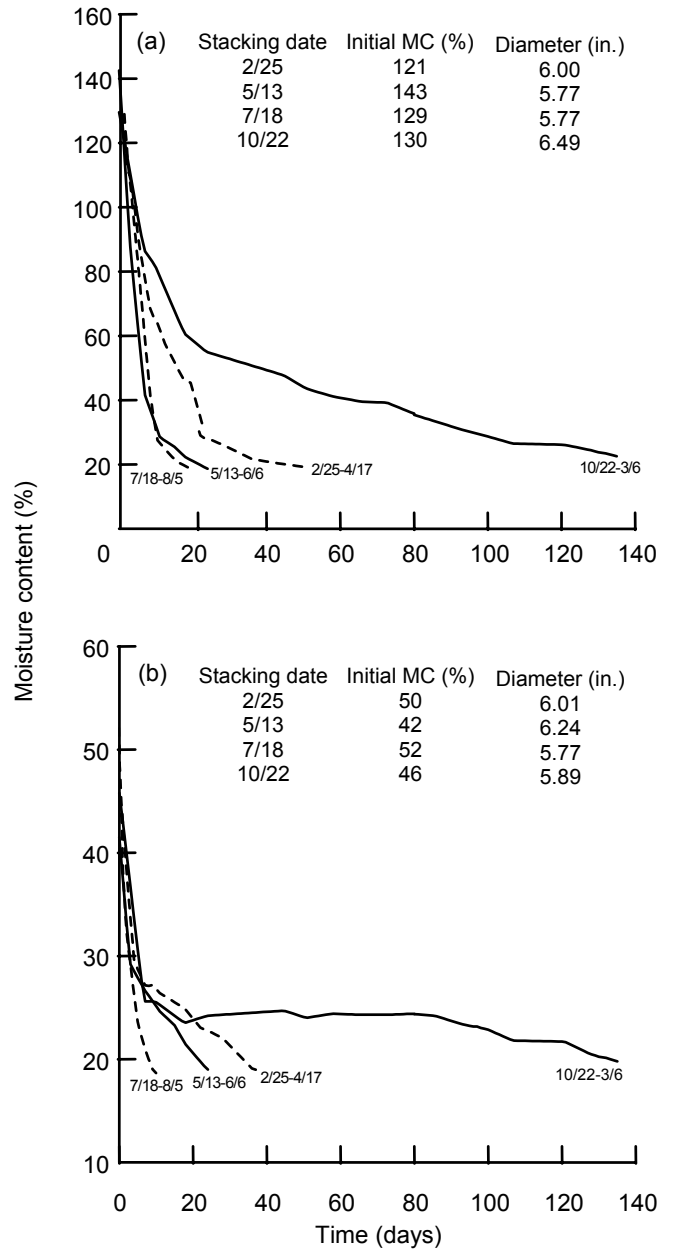 Moisture content (%)
160
140
120
100
80
60
40
20
(a)
Stacking date Initial MC (%) Diameter (in.)
2/25 121 6.00
5/13 143 5.77
7/18 129 5.77
10/22 130 6.49
7/18-8/5 5/13-6/6 2/25-4/17 10/22-3/6
0 20 40 60 80 100 120 140
60
50
40
30
20
10
(b)
Stacking date Initial MC (%) Diameter (in.)
2/25 50 6.01
5/13 42 6.24
7/18 52 5.77
10/22 46 5.89
7/18-8/5 5/13-6/6 2/25-4/17 10/22-3/6
0 20 40 60 80 100 120 140
Time (days)